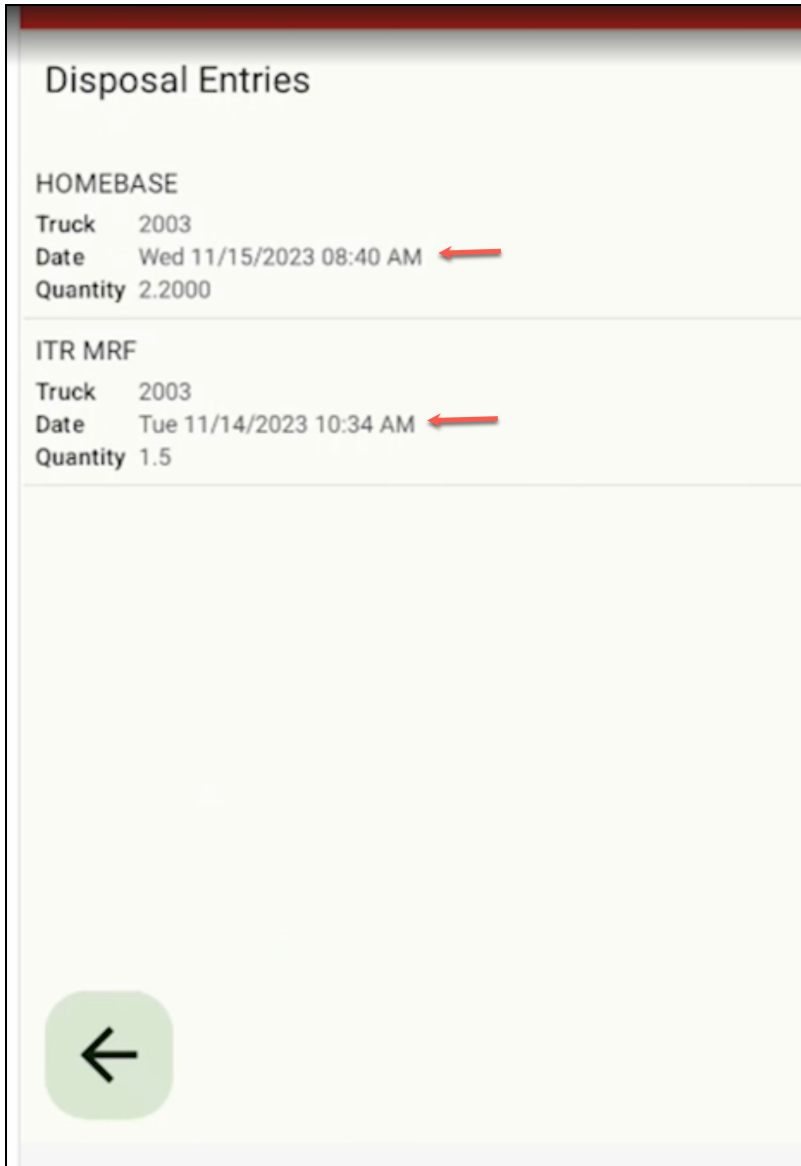 Disposal Entries
HOMEBASE
Truck 2003
Date Wed 11/15/2023 08:40 AM
Quantity 2.2000
ITR MRF
Truck 2003
Date Tue 11/14/2023 10:34 AM
Quantity 1.5